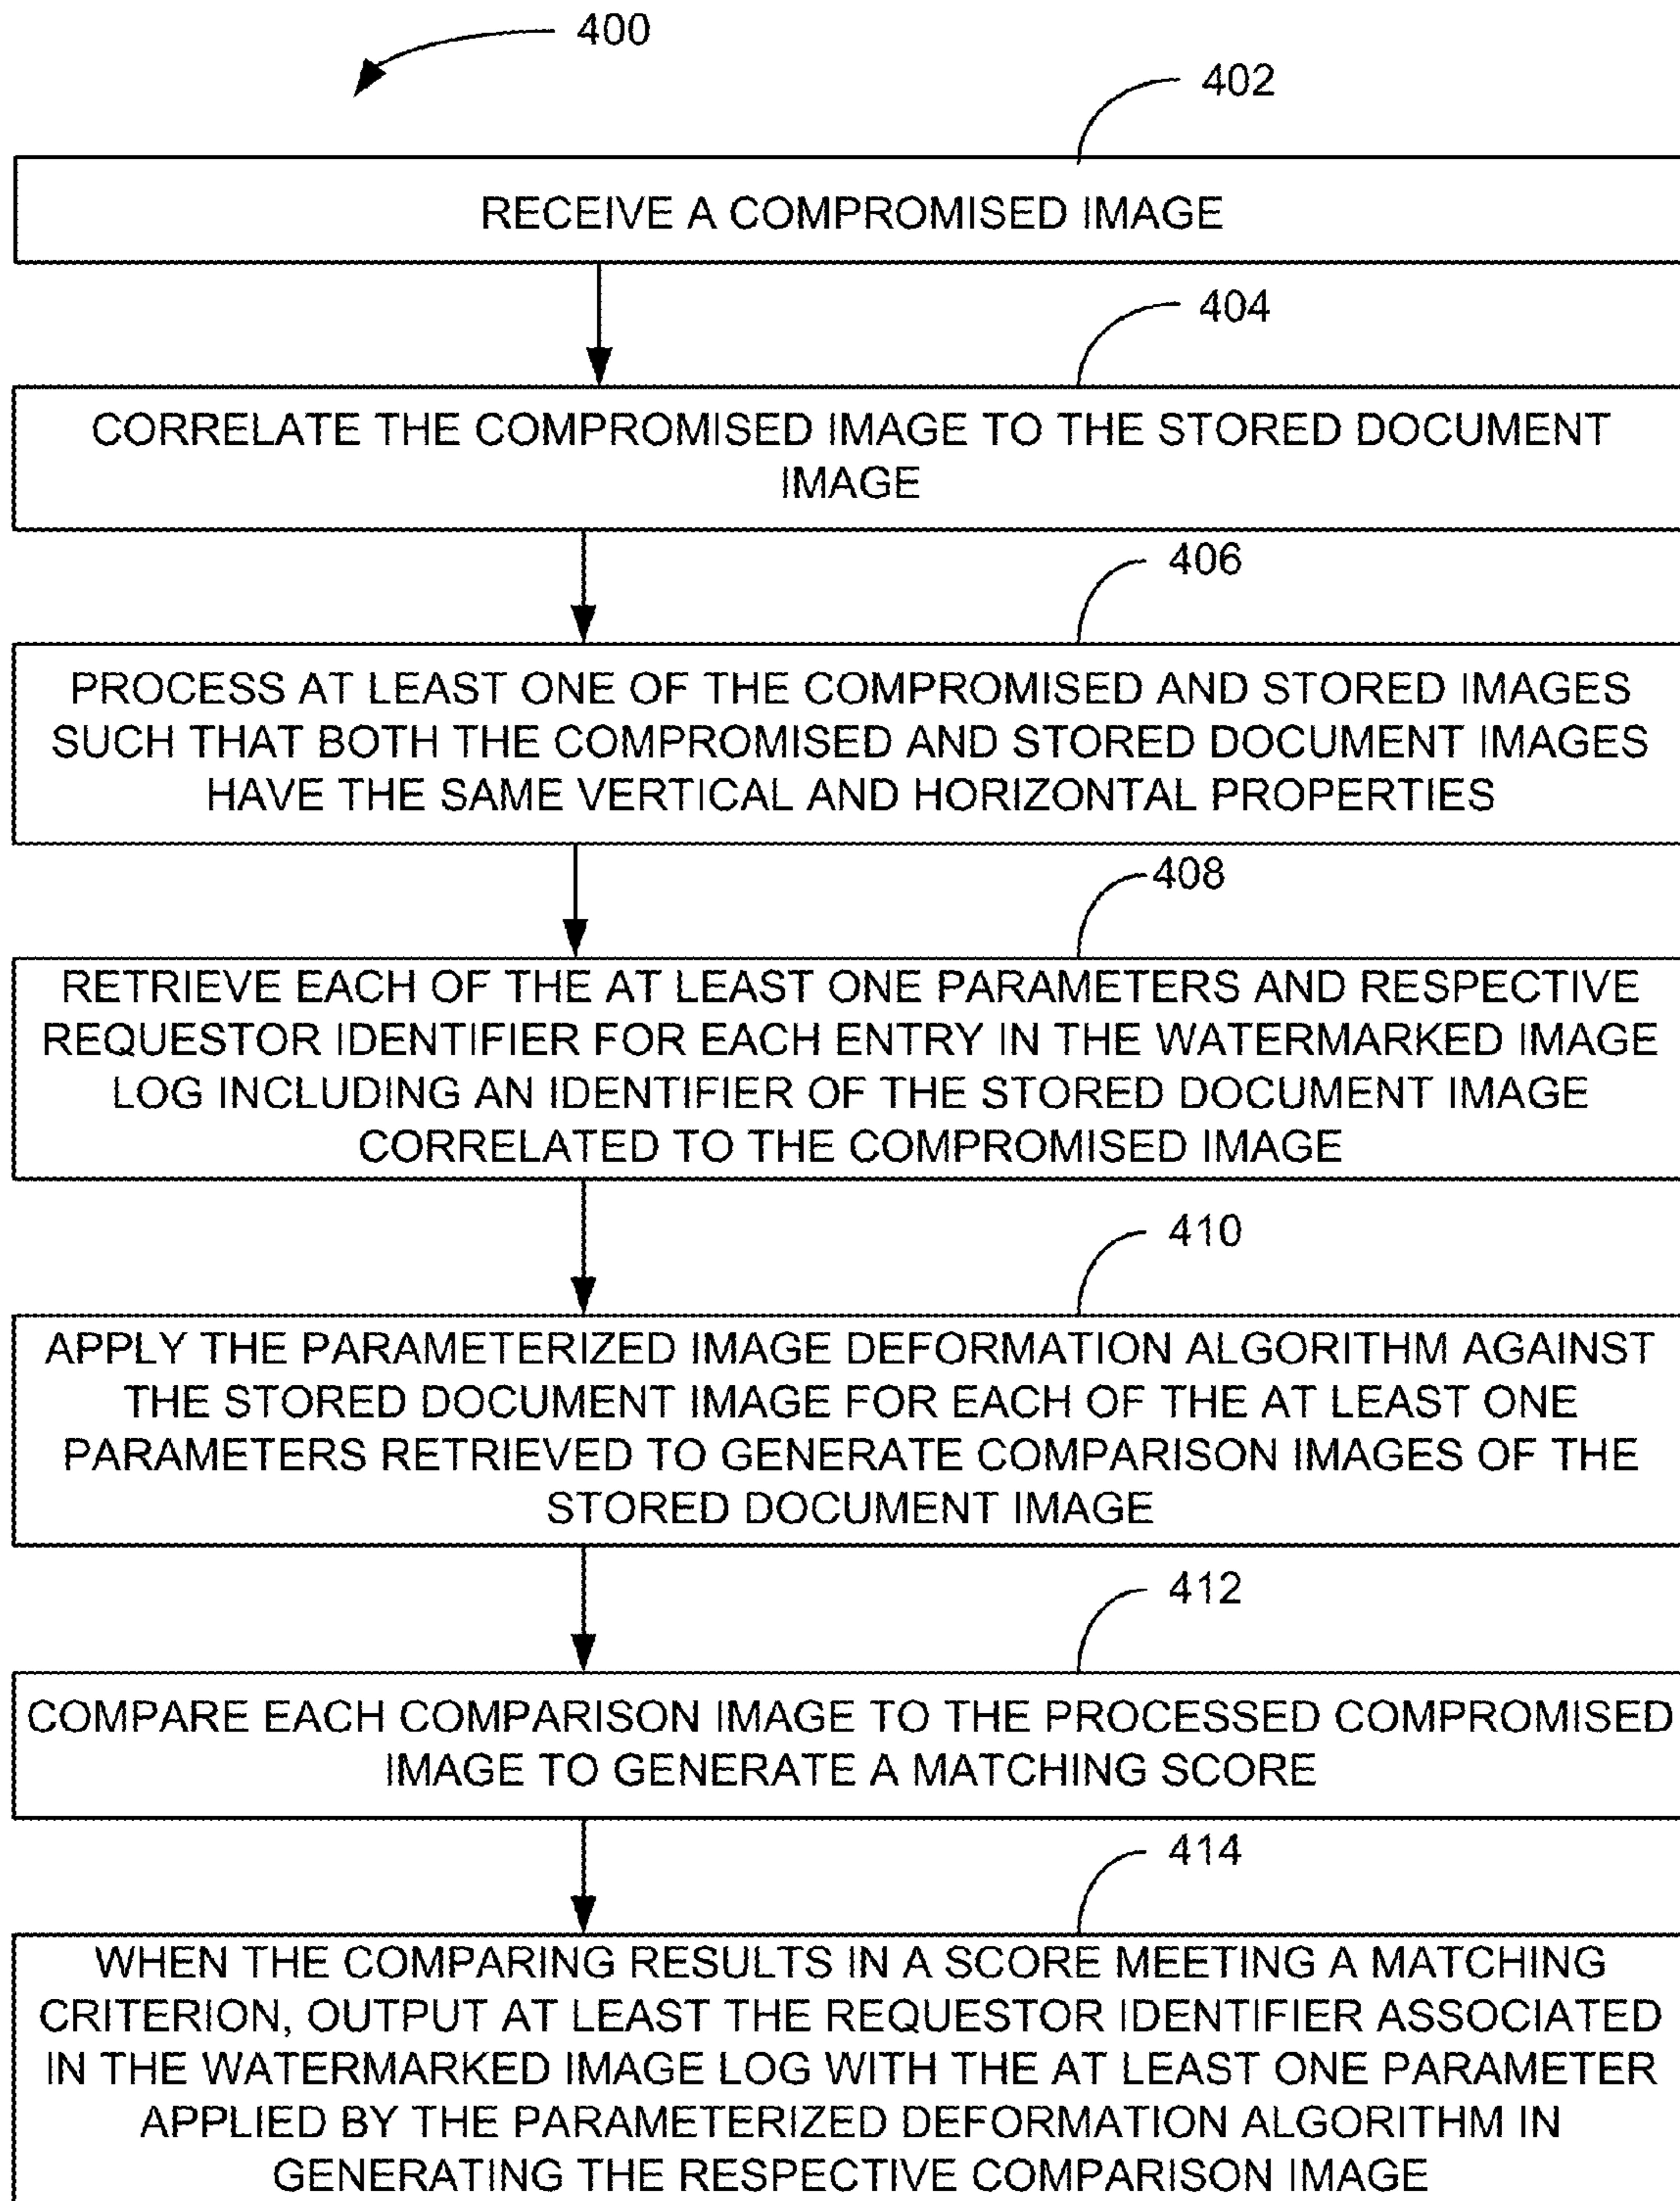 400
402
RECEIVE A COMPROMISED IMAGE
404
CORRELATE THE COMPROMISED IMAGE TO THE STORED DOCUMENT
IMAGE
406
PROCESS AT LEAST ONE OF THE COMPROMISED AND STORED IMAGES
SUCH THAT BOTH THE COMPROMISED AND STORED DOCUMENT IMAGES
HAVE THE SAME VERTICAL AND HORIZONTAL PROPERTIES
408
RETRIEVE EACH OF THE AT LEAST ONE PARAMETERS AND RESPECTIVE
REQUESTOR IDENTIFIER FOR EACH ENTRY IN THE WATERMARKED IMAGE
LOG INCLUDING AN IDENTIFIER OF THE STORED DOCUMENT IMAGE
CORRELATED TO THE COMPROMISED IMAGE
410
APPLY THE PARAMETERIZED IMAGE DEFORMATION ALGORITHM AGAINST
THE STORED DOCUMENT IMAGE FOR EACH OF THE AT LEAST ONE
PARAMETERS RETRIEVED TO GENERATE COMPARISON IMAGES OF THE
STORED DOCUMENT IMAGE
412
COMPARE EACH COMPARISON IMAGE TO THE PROCESSED COMPROMISED
IMAGE TO GENERATE A MATCHING SCORE
414
WHEN THE COMPARING RESULTS IN A SCORE MEETING A MATCHING
CRITERION, OUTPUT AT LEAST THE REQUESTOR IDENTIFIER ASSOCIATED
IN THE WATERMARKED IMAGE LOG WITH THE AT LEAST ONE PARAMETER
APPLIED BY THE PARAMETERIZED DEFORMATION ALGORITHM IN
GENERATING THE RESPECTIVE COMPARISON IMAGE